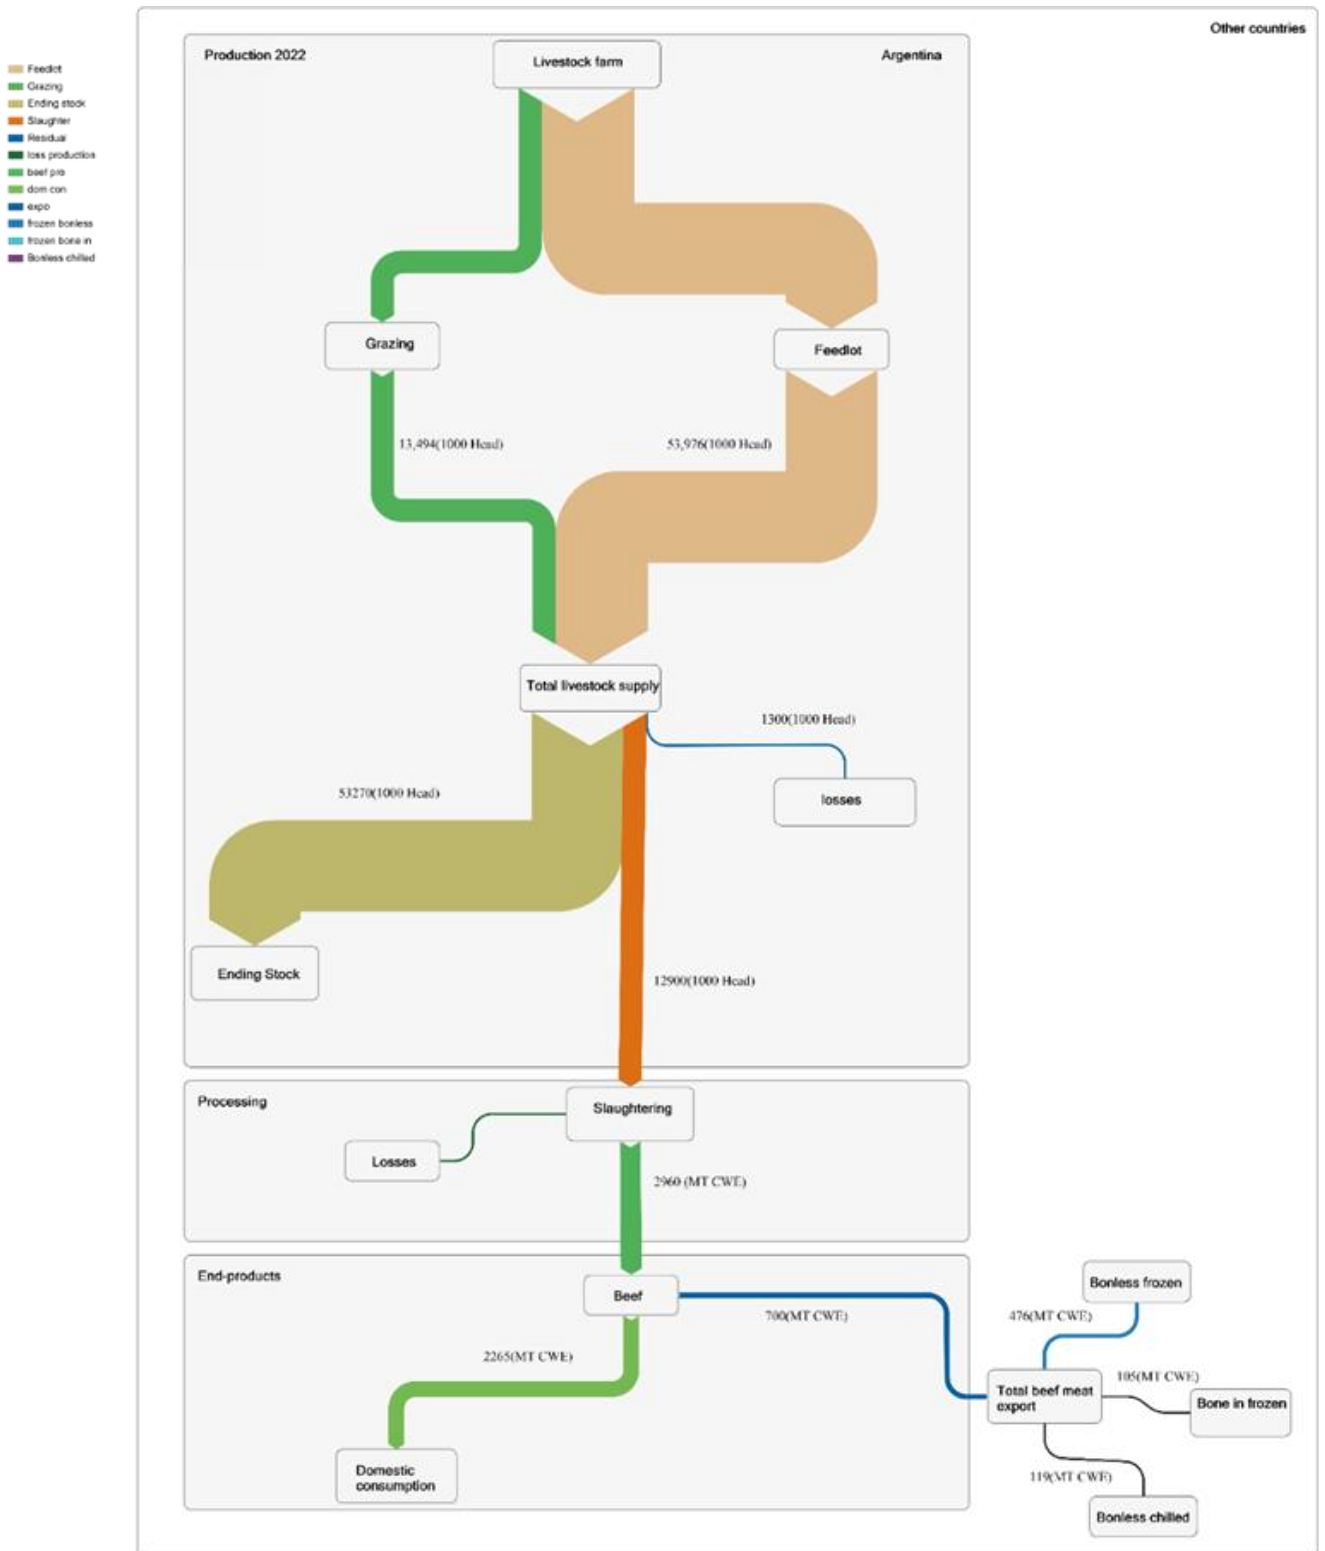 Other countries
Production 2022
Livestock farm
Argentina
Feedlot
Grazing
Ending stock
Slaughter
Residual
loss production
beef pro
dom con
expo
frozen bonless
frozen bone in
Bonless chilled
Grazing
Feedlot
13,494(1000 Head)
53,976(1000 Head)
Total livestock supply
1300(1000 Head)
53270(1000 Head)
losses
Ending Stock
12900(1000 Head)
Processing
Slaughtering
Losses
2960 (MT CWE)
End-products
Beef
Bonless frozen
700(MT CWE)
476(MT CWE)
2265(MT CWE)
105(MT CWE)
Total beef meat
export
Bone in frozen
Domestic
consumption
119(MT CWE)
Bonless chilled